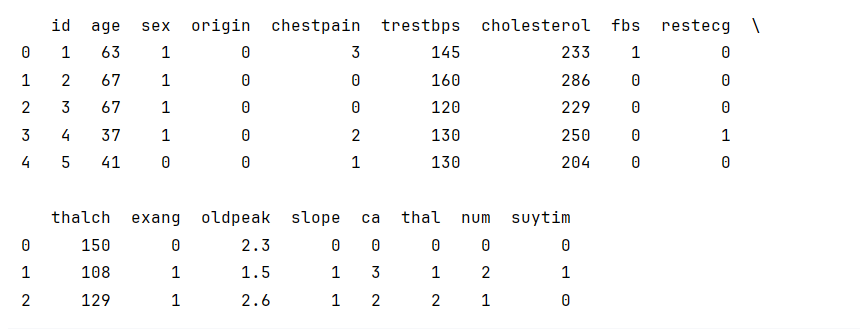 id age sex origin chestpain trestbps cholesterol fbs restecg \
0 1 63 1 0 3 145 233 1 0
1 2 67 1 0 0 160 286 0 0
2 3 67 1 0 0 120 229 0 0
3 4 37 1 0 2 130 250 0 1
4 5 41 0 0 1 130 204 0 0
thalch exang oldpeak slope ca thal num suytim
0 150 0 2.3 0 0 0 0 0
1 108 1 1.5 1 3 1 2 1
2 129 1 2.6 1 2 2 1 0